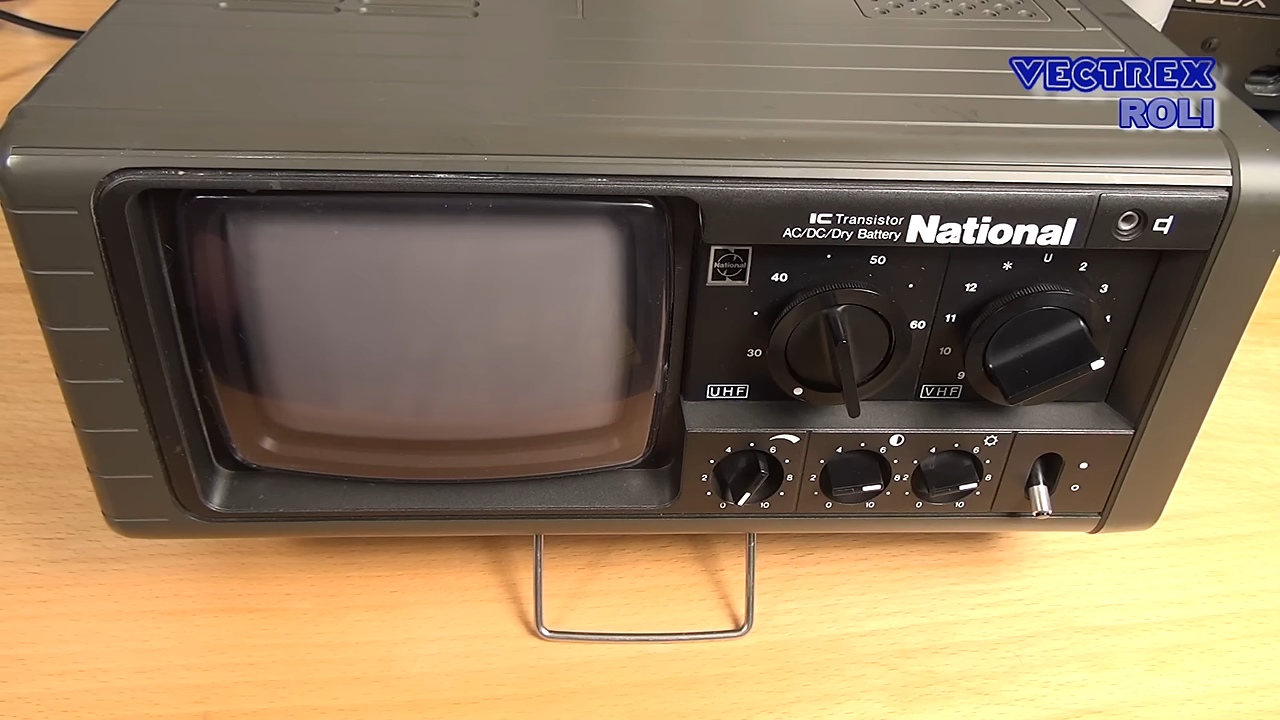 VECTREX
ROLI
IC Transistor
AC/DC/Dry Battery National
National
30 40 50 60
UHF
9 10 11 12 * U 2 3
VHF
0 2 4 6 8 10
0 2 4 6 8 10
0 2 4 6 8 10